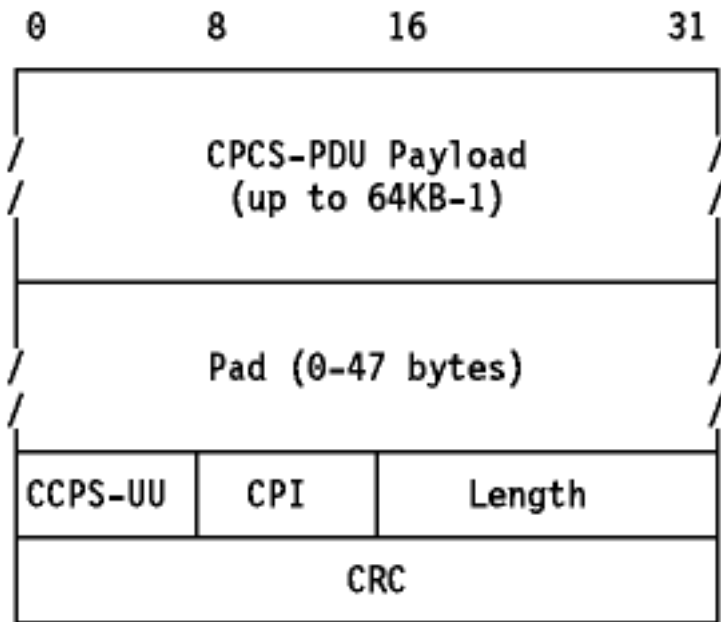 0 8 16 31
CPCS-PDU Payload
(up to 64KB-1)
Pad (0-47 bytes)
CCPS-UU CPI Length
CRC